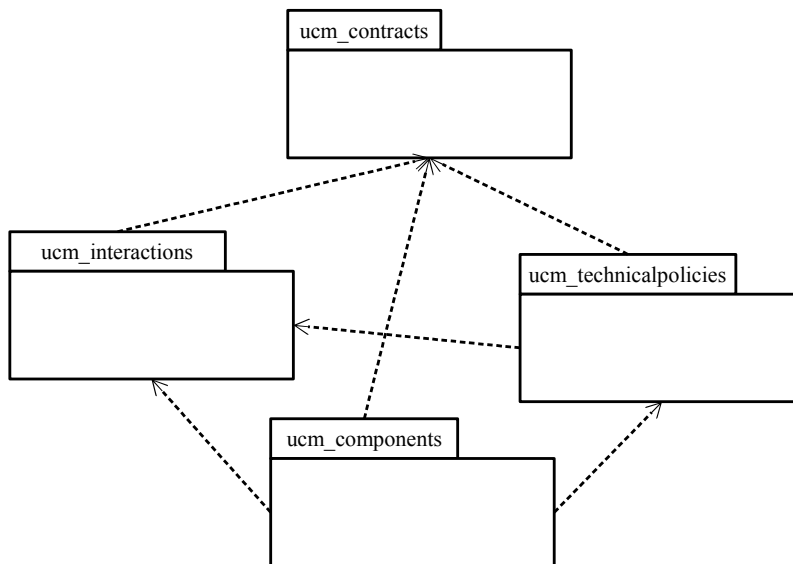 ucm_contracts
ucm_interactions
ucm_technicalpolicies
ucm_components